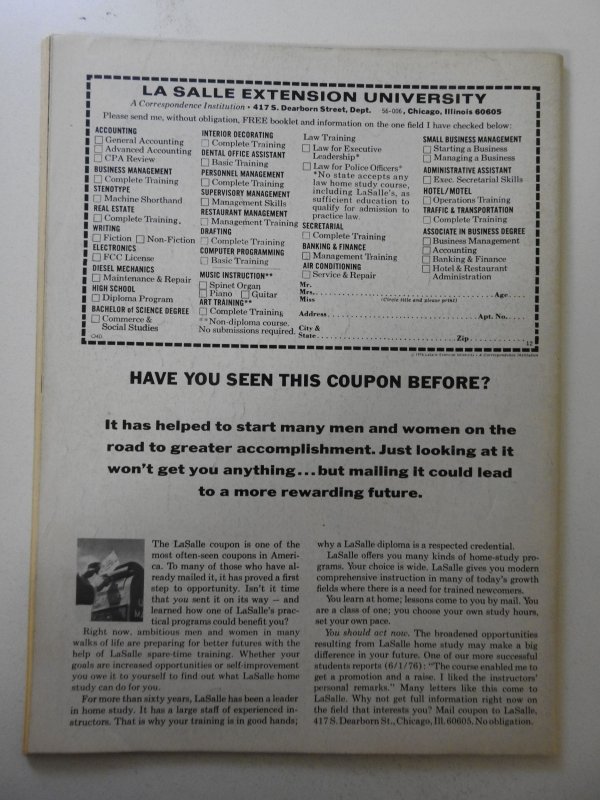 LA SALLE EXTENSION UNIVERSITY
A Correspondence Institution • 417 S. Dearborn Street, Dept. 56-006, Chicago, Illinois 60605
Please send me, without obligation, FREE booklet and information on the one field I have checked below:
ACCOUNTING
General Accounting
Advanced Accounting
CPA Review
BUSINESS MANAGEMENT
Complete Training
STENOTYPE
Machine Shorthand
REAL ESTATE
Complete Training.
WRITING
Fiction Non-Fiction
ELECTRONICS
FCC License
DIESEL MECHANICS
Maintenance & Repair
HIGH SCHOOL
Diploma Program
BACHELOR of SCIENCE DEGREE
Commerce &
Social Studies
O40
INTERIOR DECORATING
Complete Training
DENTAL OFFICE ASSISTANT
Basic Training
PERSONNEL MANAGEMENT
Complete Training
SUPERVISORY MANAGEMENT
Management Skills
RESTAURANT MANAGEMENT
Management Training
DRAFTING
Complete Training
COMPUTER PROGRAMMING
Basic Training
MUSIC INSTRUCTION**
Spinet Organ
Piano Guitar
ART TRAINING**
Complete Training
**Non-diploma course.
No submissions required.
Law Training
Law for Executive
Leadership*
Law for Police Officers*
*No state accepts any
law home study course,
including LaSalle's, as
sufficient education to
qualify for admission to
practice law.
SECRETARIAL
Complete Training
BANKING & FINANCE
Management Training
AIR CONDITIONING
Service & Repair
SMALL BUSINESS MANAGEMENT
Starting a Business
Managing a Business
ADMINISTRATIVE ASSISTANT
Exec. Secretarial Skills
HOTEL/MOTEL
Operations Training
TRAFFIC & TRANSPORTATION
Complete Training
ASSOCIATE IN BUSINESS DEGREE
Business Management
Accounting
Banking & Finance
Hotel & Restaurant
Administration
Mr.
Mrs. Age
Miss (Circle title and please print)
Address Apt. No.
City &
State Zip 12
© 1976 LaSalle Extension University • A Correspondence Institution
HAVE YOU SEEN THIS COUPON BEFORE?
It has helped to start many men and women on the
road to greater accomplishment. Just looking at it
won't get you anything...but mailing it could lead
to a more rewarding future.
The LaSalle coupon is one of the
most often-seen coupons in Ameri-
ca. To many of those who have al-
ready mailed it, it has proved a first
step to opportunity. Isn't it time
that you sent it on its way — and
learned how one of LaSalle's prac-
tical programs could benefit you?
Right now, ambitious men and women in many
walks of life are preparing for better futures with the
help of LaSalle spare-time training. Whether your
goals are increased opportunities or self-improvement
you owe it to yourself to find out what LaSalle home
study can do for you.
For more than sixty years, LaSalle has been a leader
in home study. It has a large staff of experienced in-
structors. That is why your training is in good hands;
why a LaSalle diploma is a respected credential.
LaSalle offers you many kinds of home-study pro-
grams. Your choice is wide. LaSalle gives you modern
comprehensive instruction in many of today's growth
fields where there is a need for trained newcomers.
You learn at home; lessons come to you by mail. You
are a class of one; you choose your own study hours,
set your own pace.
You should act now. The broadened opportunities
resulting from LaSalle home study may make a big
difference in your future. One of our more successful
students reports (6/1/76): "The course enabled me to
get a promotion and a raise. I liked the instructors'
personal remarks." Many letters like this come to
LaSalle. Why not get full information right now on
the field that interests you? Mail coupon to LaSalle,
417 S. Dearborn St., Chicago, Ill. 60605. No obligation.